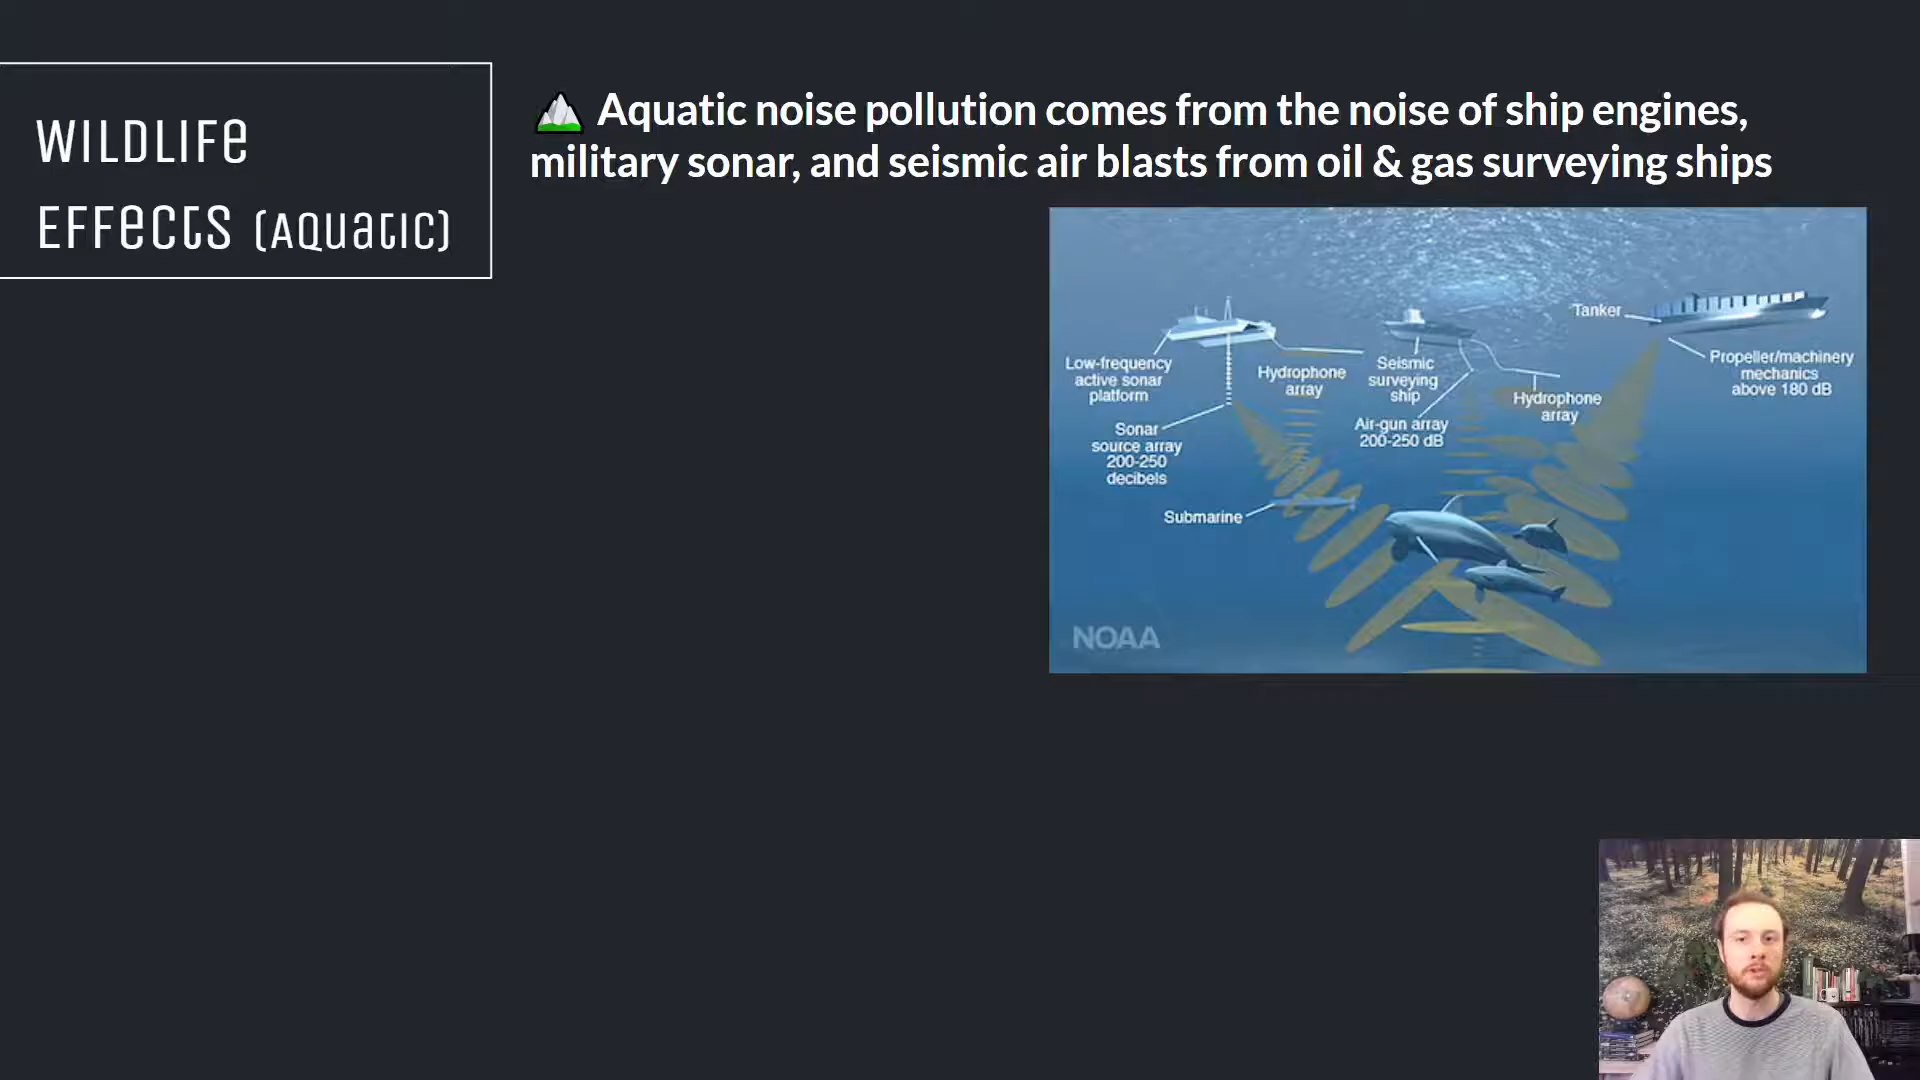 WILDLIFE
EFFECTS (AQUATIC)
Aquatic noise pollution comes from the noise of ship engines,
military sonar, and seismic air blasts from oil & gas surveying ships
Tanker
Low-frequency
active sonar
platform
Hydrophone
array
Seismic
surveying
ship
Propeller/machinery
mechanics
above 180 dB
Hydrophone
array
Sonar
source array
200-250
decibels
Air-gun array
200-250 dB
Submarine
NOAA